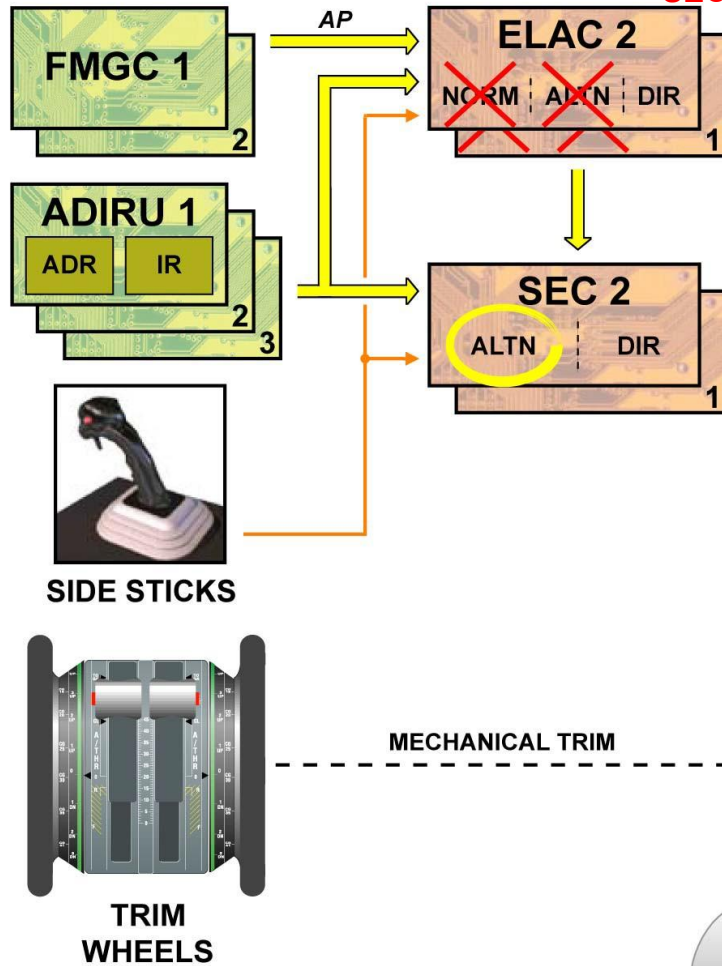 AP
FMGC 1
2
ELAC 2
NORM ALTN DIR
1
ADIRU 1
ADR IR
2
3
SEC 2
ALTN DIR
1
SIDE STICKS
MECHANICAL TRIM
A/THR
TRIM
WHEELS